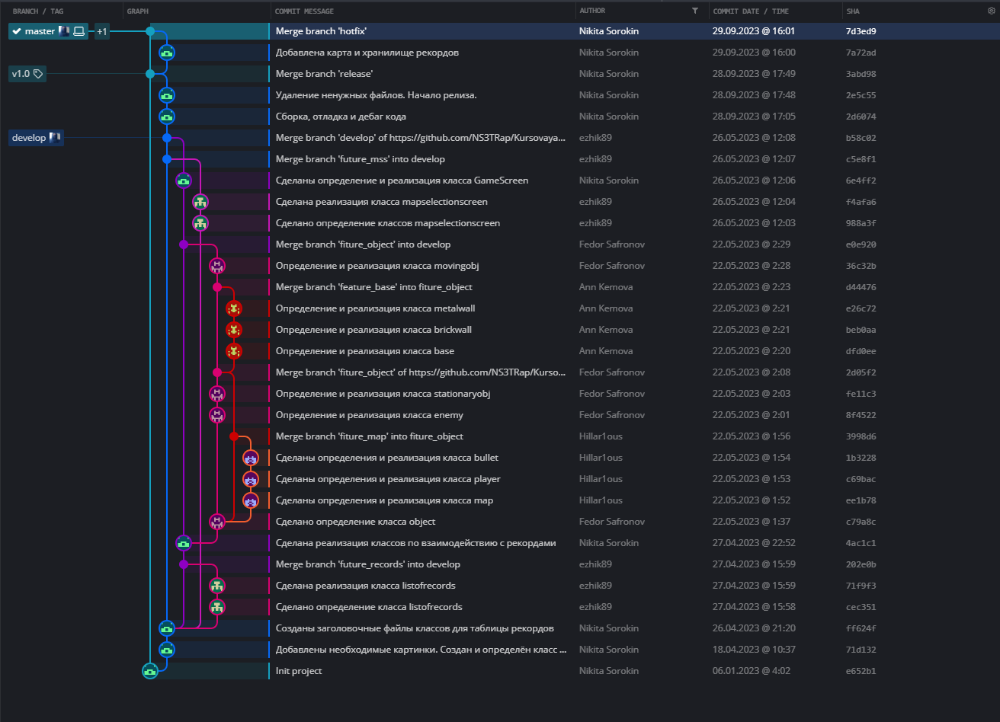 BRANCH / TAG GRAPH COMMIT MESSAGE AUTHOR COMMIT DATE / TIME SHA
master +1 Merge branch 'hotfix' Nikita Sorokin 29.09.2023 @ 16:01 7d3ed9
Добавлена карта и хранилище рекордов Nikita Sorokin 29.09.2023 @ 16:00 7a72ad
v1.0 Merge branch 'release' Nikita Sorokin 28.09.2023 @ 17:49 3abd98
Удаление ненужных файлов. Начало релиза. Nikita Sorokin 28.09.2023 @ 17:48 2e5c55
Сборка, отладка и дебаг кода Nikita Sorokin 28.09.2023 @ 17:05 2d6074
develop Merge branch 'develop' of https://github.com/NS3TRap/Kursovaya... ezhik89 26.05.2023 @ 12:08 b58c02
Merge branch 'future_mss' into develop ezhik89 26.05.2023 @ 12:07 c5e8f1
Сделаны определение и реализация класса GameScreen Nikita Sorokin 26.05.2023 @ 12:06 6e4ff2
Сделана реализация класса mapselectionscreen ezhik89 26.05.2023 @ 12:04 f4afa6
Сделано определение классов mapselectionscreen ezhik89 26.05.2023 @ 12:03 988a3f
Merge branch 'fiture_object' into develop Fedor Safronov 22.05.2023 @ 2:29 e0e920
Определение и реализация класса movingobj Fedor Safronov 22.05.2023 @ 2:28 36c32b
Merge branch 'feature_base' into fiture_object Ann Kemova 22.05.2023 @ 2:23 d44476
Определение и реализация класса metalwall Ann Kemova 22.05.2023 @ 2:21 e26c72
Определение и реализация класса brickwall Ann Kemova 22.05.2023 @ 2:21 beb0aa
Определение и реализация класса base Ann Kemova 22.05.2023 @ 2:20 dfd0ee
Merge branch 'fiture_object' of https://github.com/NS3TRap/Kurso... Fedor Safronov 22.05.2023 @ 2:08 2d05f2
Определение и реализация класса stationaryobj Fedor Safronov 22.05.2023 @ 2:03 fe11c3
Определение и реализация класса enemy Fedor Safronov 22.05.2023 @ 2:01 8f4522
Merge branch 'fiture_map' into fiture_object Hillar1ous 22.05.2023 @ 1:56 3998d6
Сделаны определения и реализация класса bullet Hillar1ous 22.05.2023 @ 1:54 1b3228
Сделаны определения и реализация класса player Hillar1ous 22.05.2023 @ 1:53 c69bac
Сделаны определения и реализация класса map Hillar1ous 22.05.2023 @ 1:52 ee1b78
Сделано определение класса object Fedor Safronov 22.05.2023 @ 1:37 c79a8c
Сделана реализация классов по взаимодействию с рекордами Nikita Sorokin 27.04.2023 @ 22:52 4ac1c1
Merge branch 'future_records' into develop ezhik89 27.04.2023 @ 15:59 202e0b
Сделана реализация класса listofrecords ezhik89 27.04.2023 @ 15:59 71f9f3
Сделано определение класса listofrecords ezhik89 27.04.2023 @ 15:58 cec351
Созданы заголовочные файлы классов для таблицы рекордов Nikita Sorokin 26.04.2023 @ 21:20 ff624f
Добавлены необходимые картинки. Создан и определён класс ... Nikita Sorokin 18.04.2023 @ 10:37 71d132
Init project Nikita Sorokin 06.01.2023 @ 4:02 e652b1